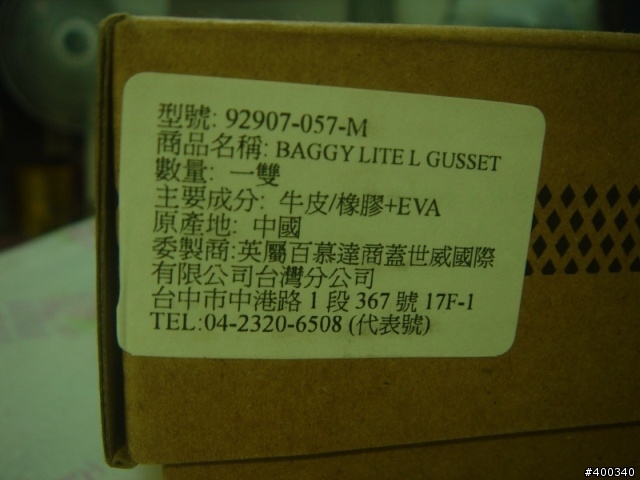 型號: 92907-057-M
商品名稱: BAGGY LITE L GUSSET
數量: 一雙
主要成分: 牛皮/橡膠+EVA
原產地: 中國
委製商:英屬百慕達商蓋世威國際
有限公司台灣分公司
台中市中港路 1 段 367 號 17F-1
TEL:04-2320-6508 (代表號)
#400340